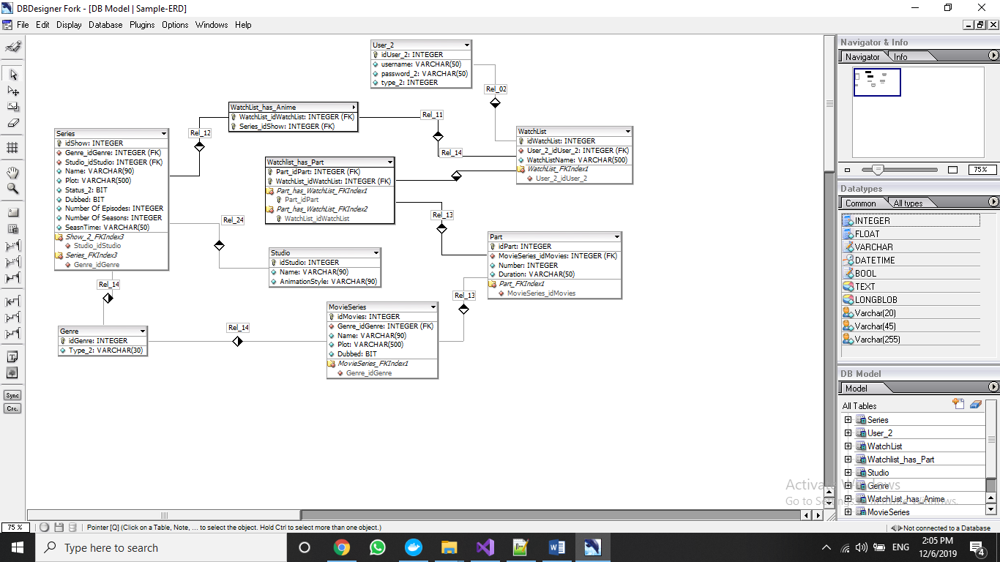 DBDesigner Fork - [DB Model | Sample-ERD]
File Edit Display Database Plugins Options Windows Help
User_2
idUser_2: INTEGER
username: VARCHAR(50)
password_2: VARCHAR(50)
type_2: INTEGER
Rel_02
WatchList_has_Anime
WatchList_idWatchList: INTEGER (FK)
Series_idShow: INTEGER (FK)
Rel_11
Rel_12
Rel_14
Series
idShow: INTEGER
Genre_idGenre: INTEGER (FK)
Studio_idStudio: INTEGER (FK)
Name: VARCHAR(90)
Plot: VARCHAR(500)
Status_2: BIT
Dubbed: BIT
Number Of Episodes: INTEGER
Number Of Seasons: INTEGER
SeasnTime: VARCHAR(50)
Show_2_FKIndex3
Studio_idStudio
Series_FKIndex3
Genre_idGenre
WatchList
idWatchList: INTEGER
User_2_idUser_2: INTEGER (FK)
WatchListName: VARCHAR(500)
WatchList_FKIndex1
User_2_idUser_2
Watchlist_has_Part
Part_idPart: INTEGER (FK)
WatchList_idWatchList: INTEGER (FK)
Part_has_WatchList_FKIndex1
Part_idPart
Part_has_WatchList_FKIndex2
WatchList_idWatchList
Rel_24
Rel_13
Studio
idStudio: INTEGER
Name: VARCHAR(90)
AnimationStyle: VARCHAR(90)
Part
idPart: INTEGER
MovieSeries_idMovies: INTEGER (FK)
Number: INTEGER
Duration: VARCHAR(50)
Part_FKIndex1
MovieSeries_idMovies
Rel_14
Rel_13
Genre
idGenre: INTEGER
Type_2: VARCHAR(30)
Rel_14
MovieSeries
idMovies: INTEGER
Genre_idGenre: INTEGER (FK)
Name: VARCHAR(90)
Plot: VARCHAR(500)
Dubbed: BIT
MovieSeries_FKIndex1
Genre_idGenre
Sync
Cre.
Navigator & Info
Navigator Info
75%
Datatypes
Common All types
INTEGER
FLOAT
VARCHAR
DATETIME
BOOL
TEXT
LONGBLOB
Varchar(20)
Varchar(45)
Varchar(255)
DB Model
Model
All Tables
Series
User_2
WatchList
Watchlist_has_Part
Studio
Genre
WatchList_has_Anime
MovieSeries
Activate Windows
Go to Settings to activate Windows.
75 % Pointer [Q] (Click on a Table, Note, ... to select the object. Hold Ctrl to select more than one object.) Not connected to a Database
Type here to search
ENG
2:05 PM
12/6/2019
4